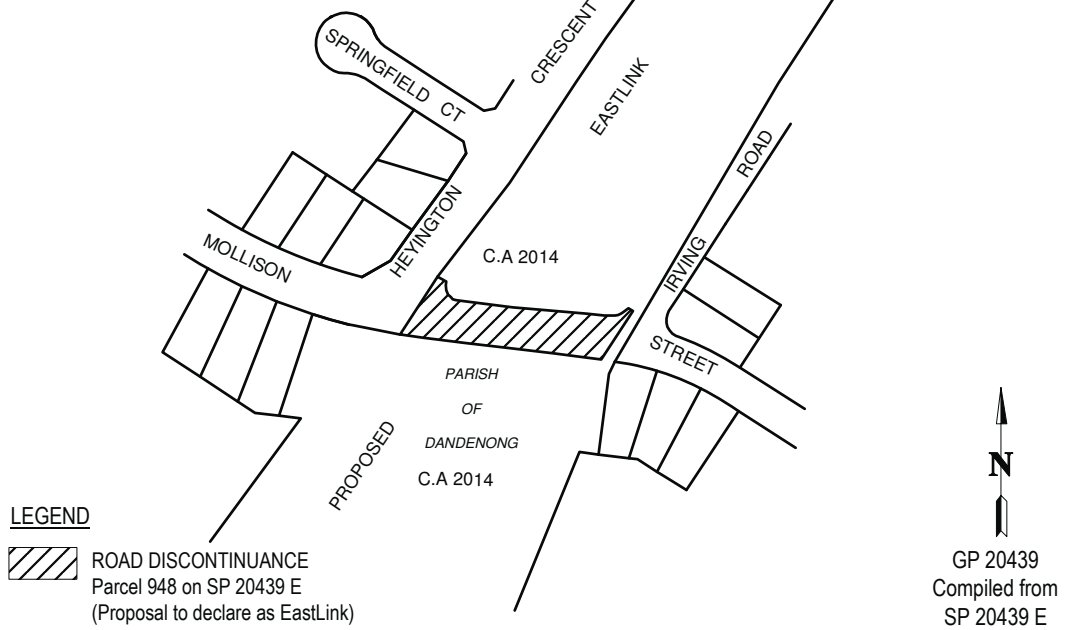 SPRINGFIELD CT
CRESCENT
EASTLINK
ROAD
HEYINGTON
MOLLISON
C.A 2014
IRVING
STREET
PARISH
OF
DANDENONG
PROPOSED
C.A 2014
LEGEND
ROAD DISCONTINUANCE
Parcel 948 on SP 20439 E
(Proposal to declare as EastLink)
N
GP 20439
Compiled from
SP 20439 E